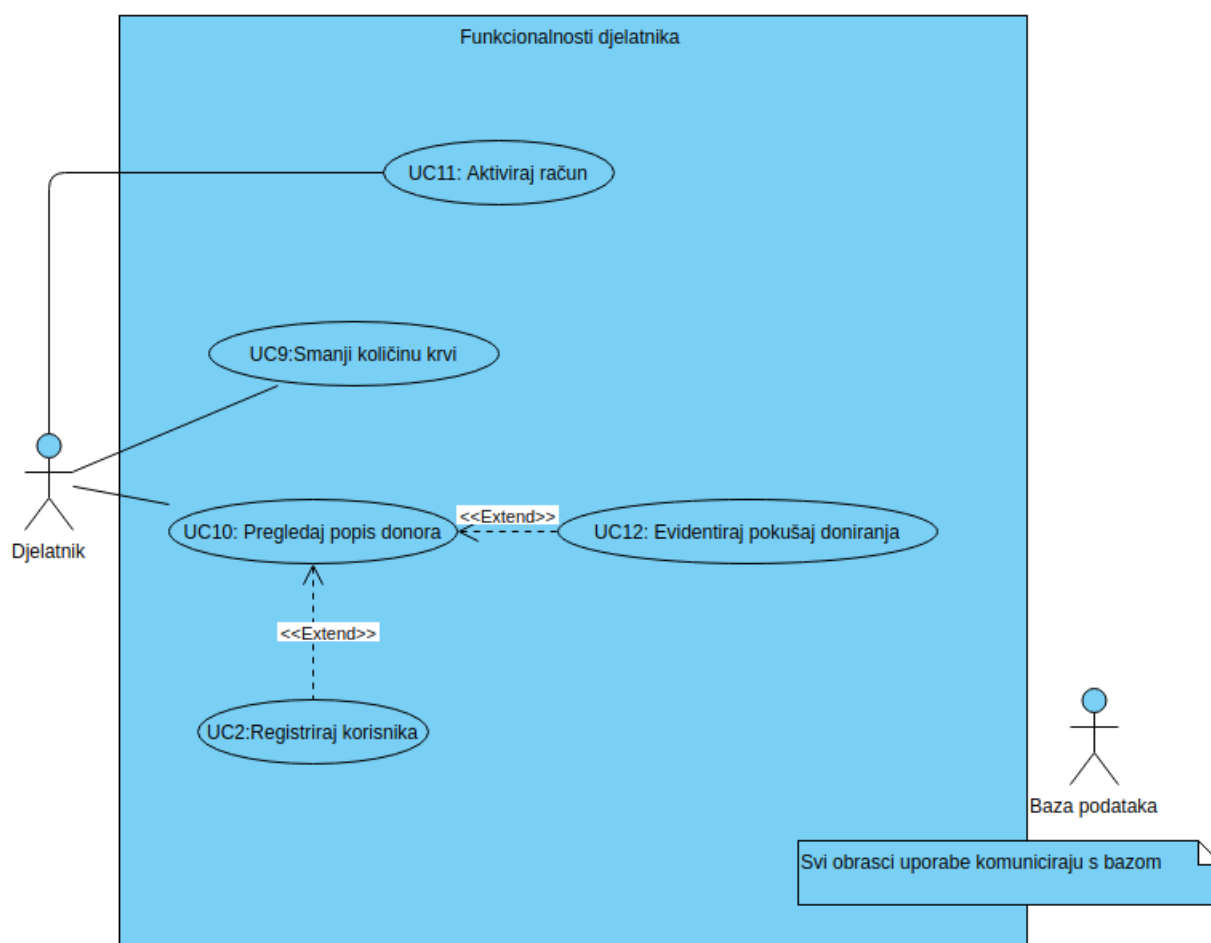 Funkcionalnosti djelatnika
UC11: Aktiviraj račun
UC9:Smanji količinu krvi
Djelatnik
UC10: Pregledaj popis donora
<<Extend>>
UC12: Evidentiraj pokušaj doniranja
<<Extend>>
UC2:Registriraj korisnika
Baza podataka
Svi obrasci uporabe komuniciraju s bazom